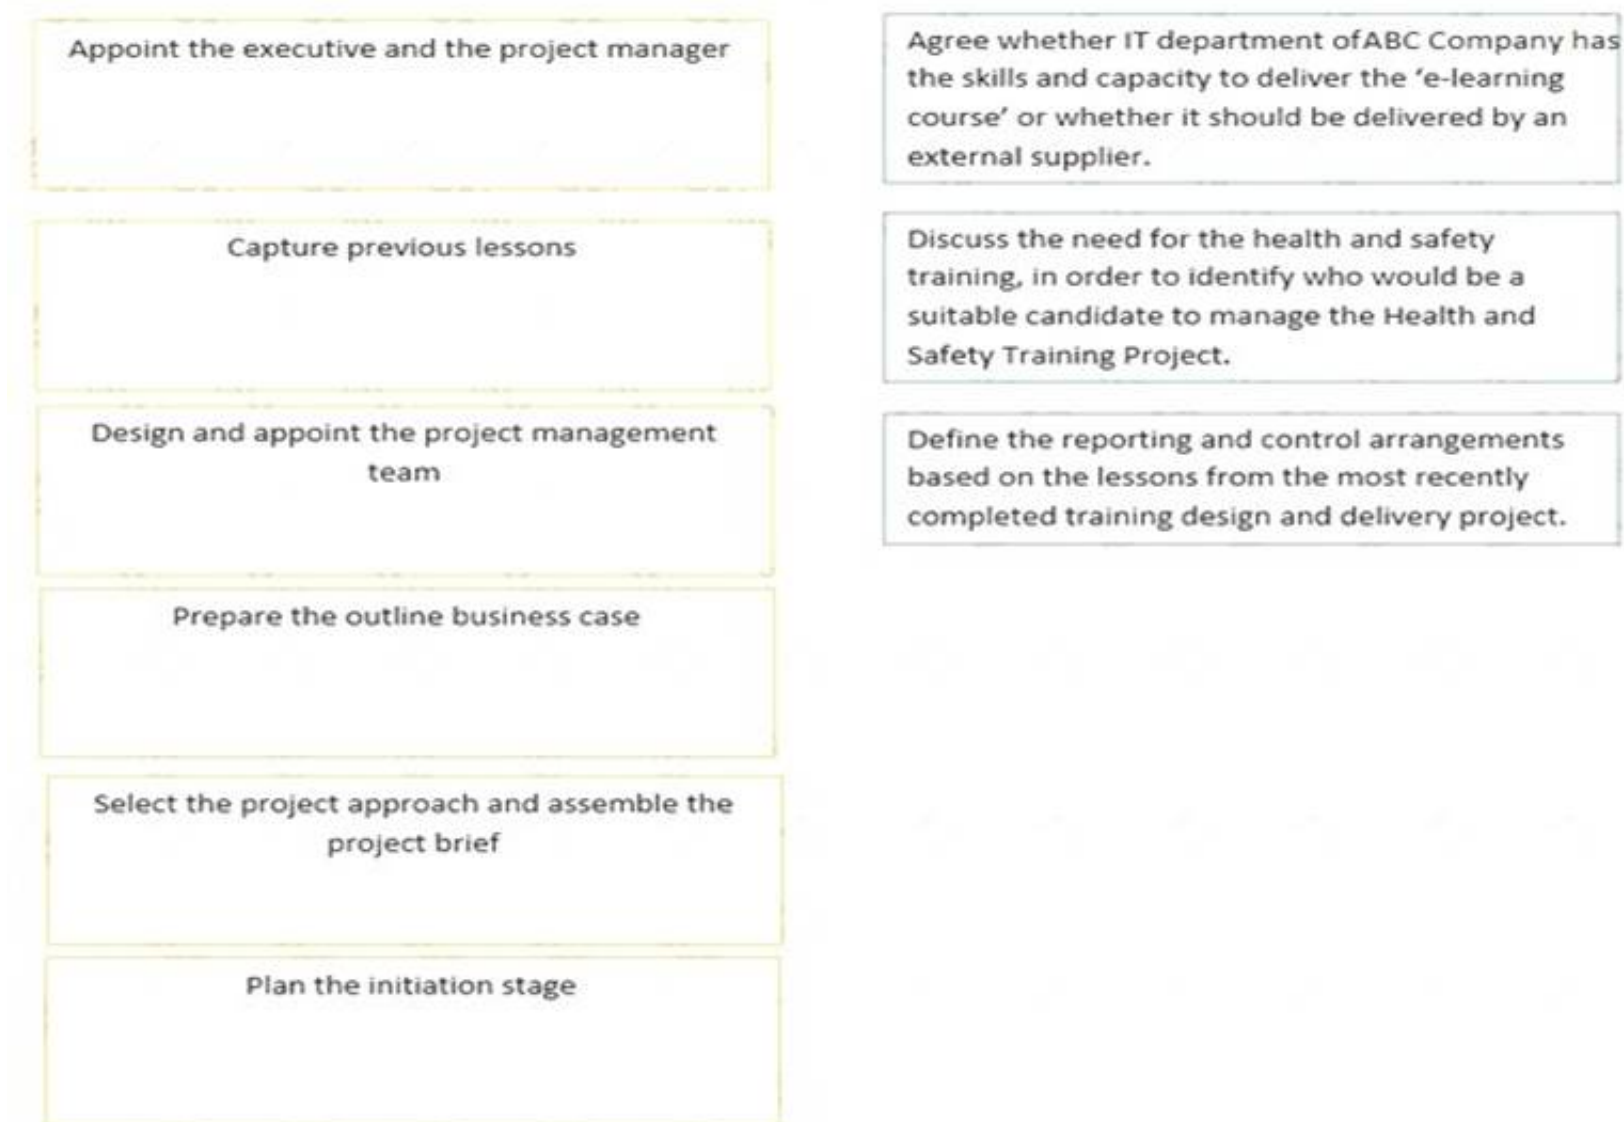 Appoint the executive and the project manager
Capture previous lessons
Design and appoint the project management
team
Prepare the outline business case
Select the project approach and assemble the
project brief
Plan the initiation stage
Agree whether IT department ofABC Company has
the skills and capacity to deliver the ‘e-learning
course’ or whether it should be delivered by an
external supplier.
Discuss the need for the health and safety
training, in order to identify who would be a
suitable candidate to manage the Health and
Safety Training Project.
Define the reporting and control arrangements
based on the lessons from the most recently
completed training design and delivery project.